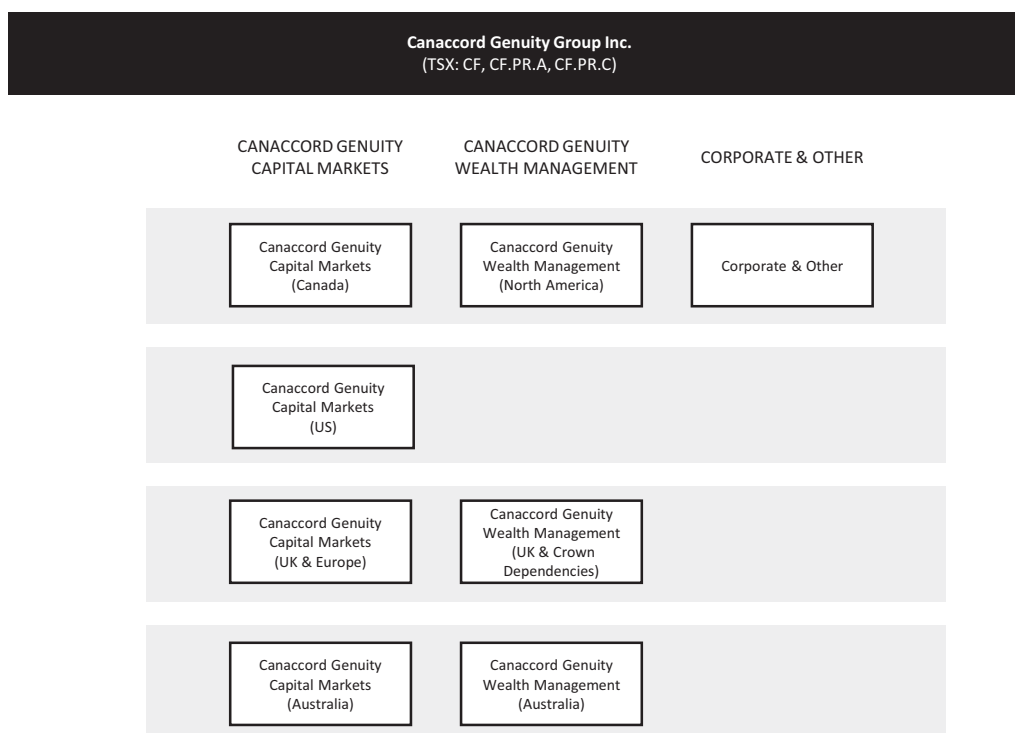 Canaccord Genuity Group Inc.
(TSX: CF, CF.PR.A, CF.PR.C)
CANACCORD GENUITY
CAPITAL MARKETS
CANACCORD GENUITY
WEALTH MANAGEMENT
CORPORATE & OTHER
Canaccord Genuity
Capital Markets
(Canada)
Canaccord Genuity
Wealth Management
(North America)
Corporate & Other
Canaccord Genuity
Capital Markets
(US)
Canaccord Genuity
Capital Markets
(UK & Europe)
Canaccord Genuity
Wealth Management
(UK & Crown
Dependencies)
Canaccord Genuity
Capital Markets
(Australia)
Canaccord Genuity
Wealth Management
(Australia)